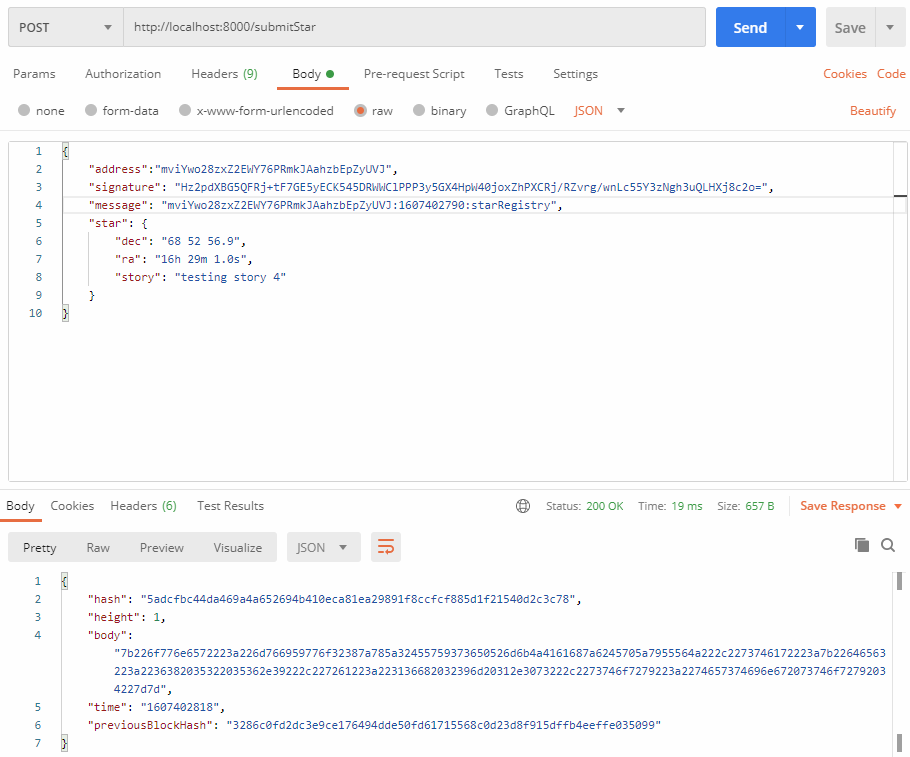 POST http://localhost:8000/submitStar Send Save
Params Authorization Headers (9) Body Pre-request Script Tests Settings Cookies Code
none form-data x-www-form-urlencoded raw binary GraphQL JSON Beautify
1 {
2 "address":"mviYwo28zxZ2EWY76PRmkJAahzbEpZyUVJ",
3 "signature": "Hz2pdXBG5QFRj+tF7GE5yECK545DRWWC1PPP3y5GX4HpW40joxZhPXCRj/RZvrg/wnLc55Y3zNgh3uQLHXj8c2o=",
4 "message": "mviYwo28zxZ2EWY76PRmkJAahzbEpZyUVJ:1607402790:starRegistry",
5 "star": {
6 "dec": "68 52 56.9",
7 "ra": "16h 29m 1.0s",
8 "story": "testing story 4"
9 }
10 }
Body Cookies Headers (6) Test Results Status: 200 OK Time: 19 ms Size: 657 B Save Response
Pretty Raw Preview Visualize JSON
1 {
2 "hash": "5adcfbc44da469a4a652694b410eca81ea29891f8ccfcf885d1f21540d2c3c78",
3 "height": 1,
4 "body":
"7b226f776e6572223a226d766959776f32387a785a32455759373650526d6b4a4161687a6245705a7955564a222c2273746172223a7b22646563
223a2236382035322035362e39222c227261223a223136682032396d20312e3073222c2273746f7279223a2274657374696e672073746f7279203
4227d7d",
5 "time": "1607402818",
6 "previousBlockHash": "3286c0fd2dc3e9ce176494dde50fd61715568c0d23d8f915dffb4eeffe035099"
7 }